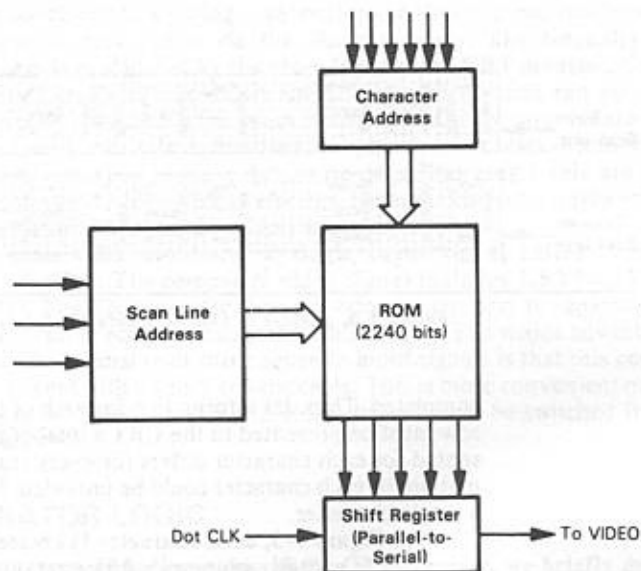 Character
Address
Scan Line
Address
ROM
(2240 bits)
Dot CLK
Shift Register
(Parallel-to-
Serial)
To VIDEO